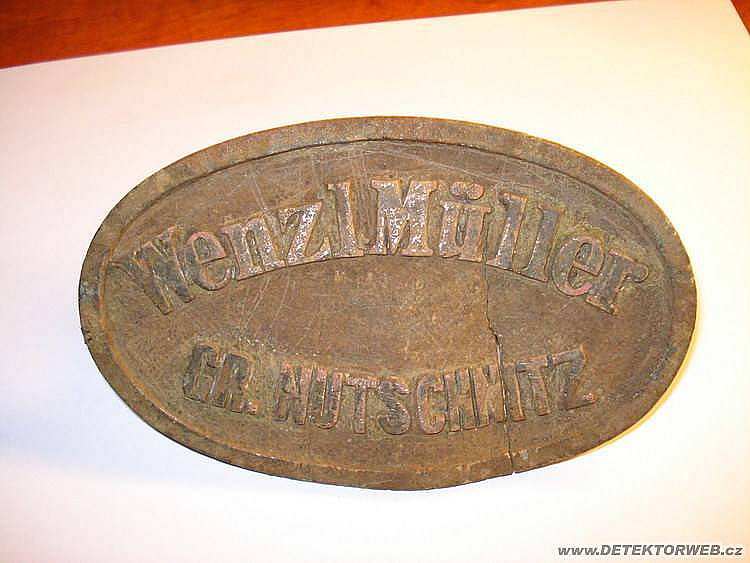 Wenzl Müller
GR. NUTSCHNITZ
www.DETEKTORWEB.cz